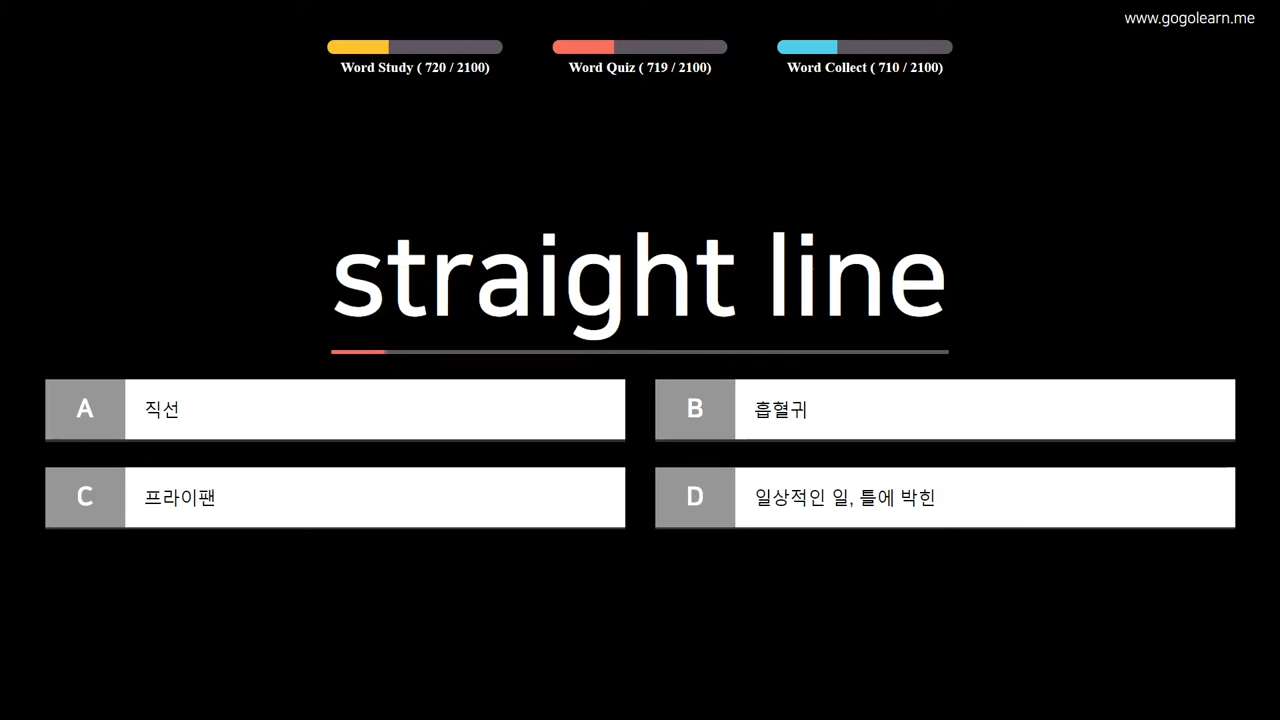 www.gogolearn.me
Word Study ( 720 / 2100)
Word Quiz ( 719 / 2100)
Word Collect ( 710 / 2100)
straight line
A 직선
B 흡혈귀
C 프라이팬
D 일상적인 일, 틀에 박힌